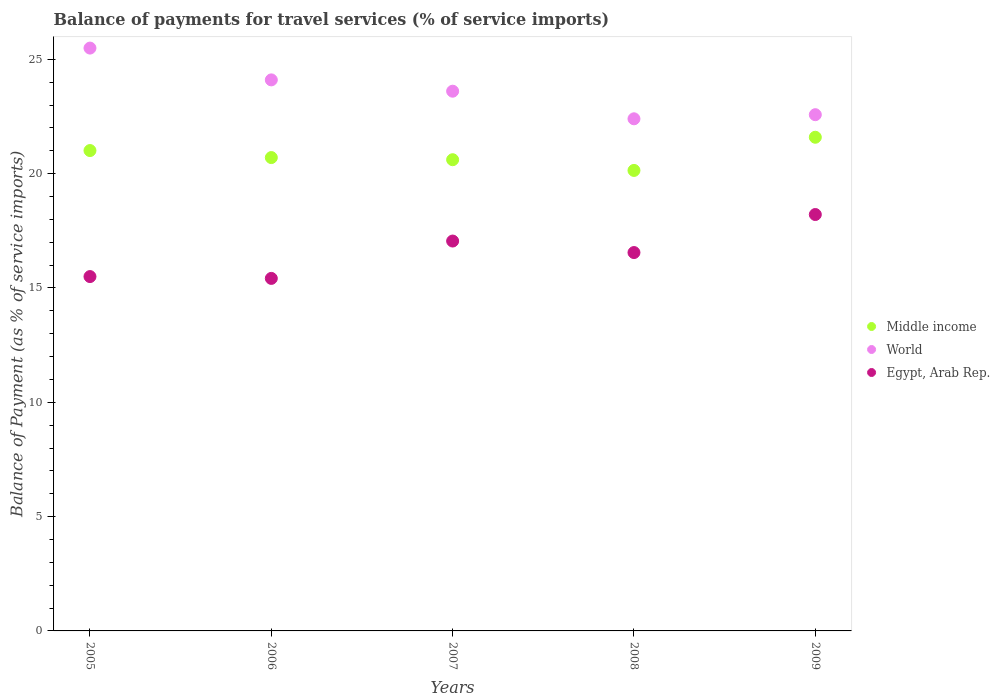 Balance of payments for travel services (% of service imports)
Balance of Payment (as % of service imports)
25
20
15
10
5
0
2005
2006
2007
2008
2009
Years
Middle income
World
Egypt, Arab Rep.